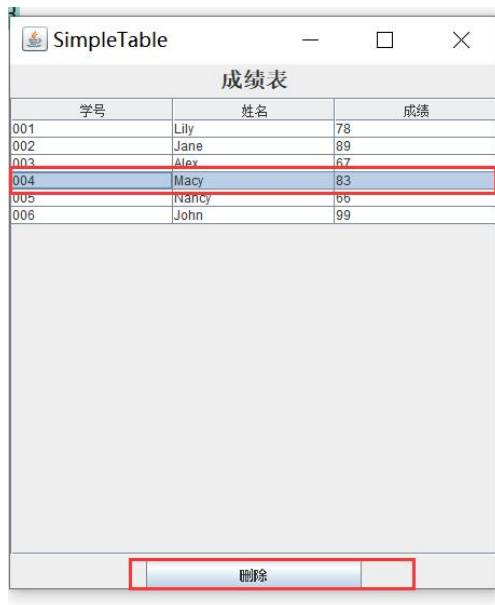 SimpleTable
成绩表
学号 姓名 成绩
001 Lily 78
002 Jane 89
003 Alex 67
004 Macy 83
005 Nancy 66
006 John 99
删除